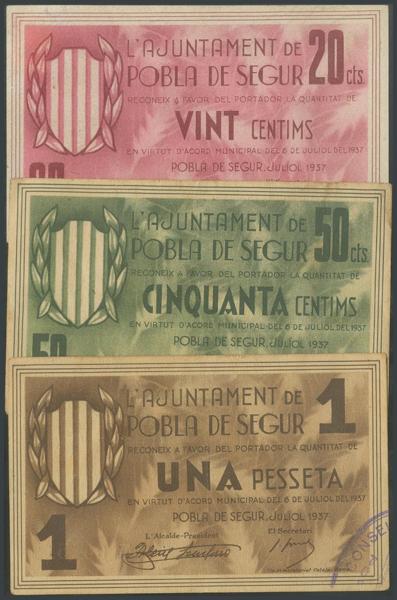 L'AJUNTAMENT DE
POBLA DE SEGUR 20 cts.
RECONEIX A FAVOR DEL PORTADOR LA QUANTITAT DE
VINT CENTIMS
EN VIRTUT D'ACORD MUNICIPAL DEL 6 DE JULIOL DEL 1937
POBLA DE SEGUR, JULIOL 1937
L'AJUNTAMENT DE
POBLA DE SEGUR 50 cts.
RECONEIX A FAVOR DEL PORTADOR LA QUANTITAT DE
CINQUANTA CENTIMS
EN VIRTUT D'ACORD MUNICIPAL DEL 6 DE JULIOL DEL 1937
POBLA DE SEGUR, JULIOL 1937
50
L'AJUNTAMENT DE
POBLA DE SEGUR 1
RECONEIX A FAVOR DEL PORTADOR LA QUANTITAT DE
UNA PESSETA
EN VIRTUT D'ACORD MUNICIPAL DEL 6 DE JULIOL DEL 1937
POBLA DE SEGUR, JULIOL 1937
1
L'Alcalde-President El Secretari
CONSEL